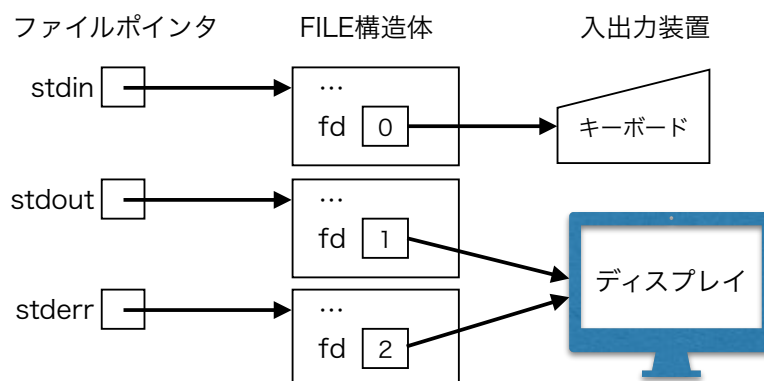 ファイルポインタ FILE構造体 入出力装置
stdin …
fd 0 キーボード
stdout …
fd 1
ディスプレイ
stderr …
fd 2